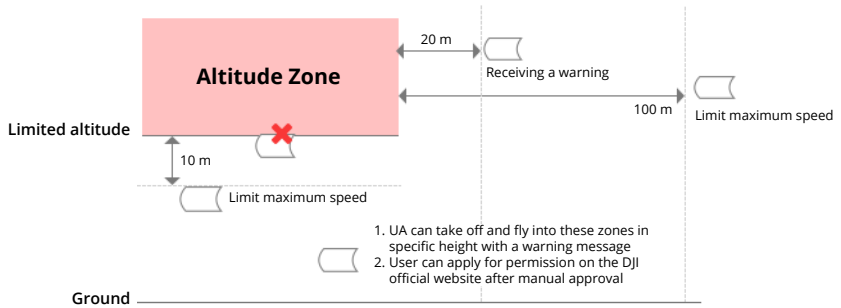 20 m
Receiving a warning
Altitude Zone
100 m
Limit maximum speed
Limited altitude
10 m
Limit maximum speed
1. UA can take off and fly into these zones in
specific height with a warning message
2. User can apply for permission on the DJI
official website after manual approval
Ground